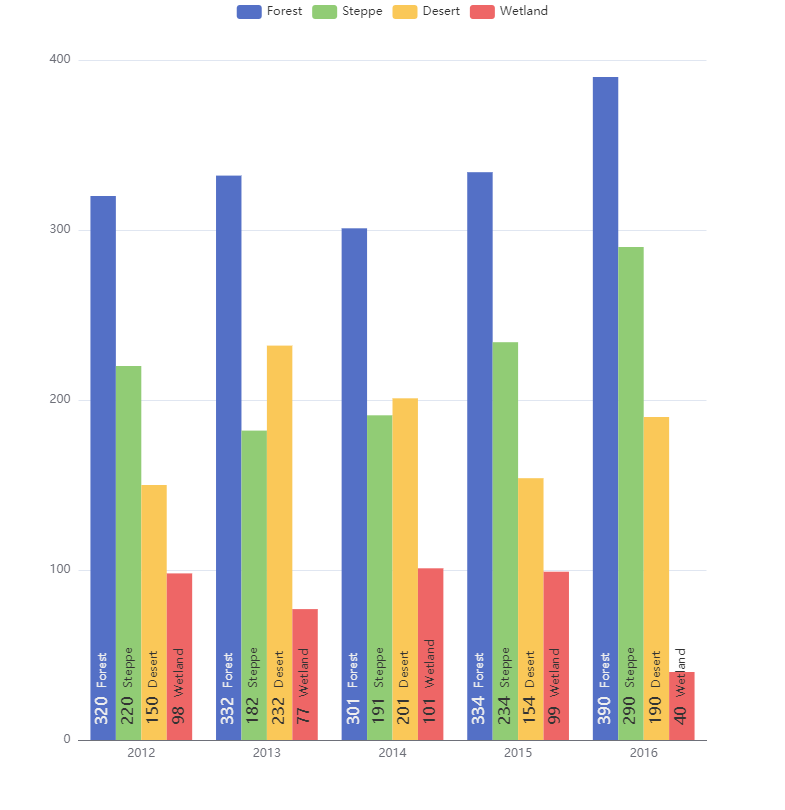 Forest Steppe Desert Wetland
400
300
200
100
0
320 Forest
220 Steppe
150 Desert
98 Wetland
332 Forest
182 Steppe
232 Desert
77 Wetland
301 Forest
191 Steppe
201 Desert
101 Wetland
334 Forest
234 Steppe
154 Desert
99 Wetland
390 Forest
290 Steppe
190 Desert
40 Wetland
2012 2013 2014 2015 2016